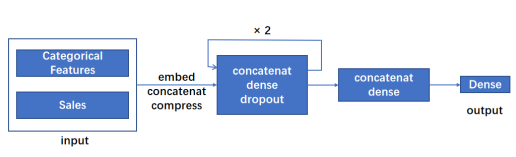 × 2
Categorical
Features
Sales
input
embed
concatenat
compress
concatenat
dense
dropout
concatenat
dense
Dense
output